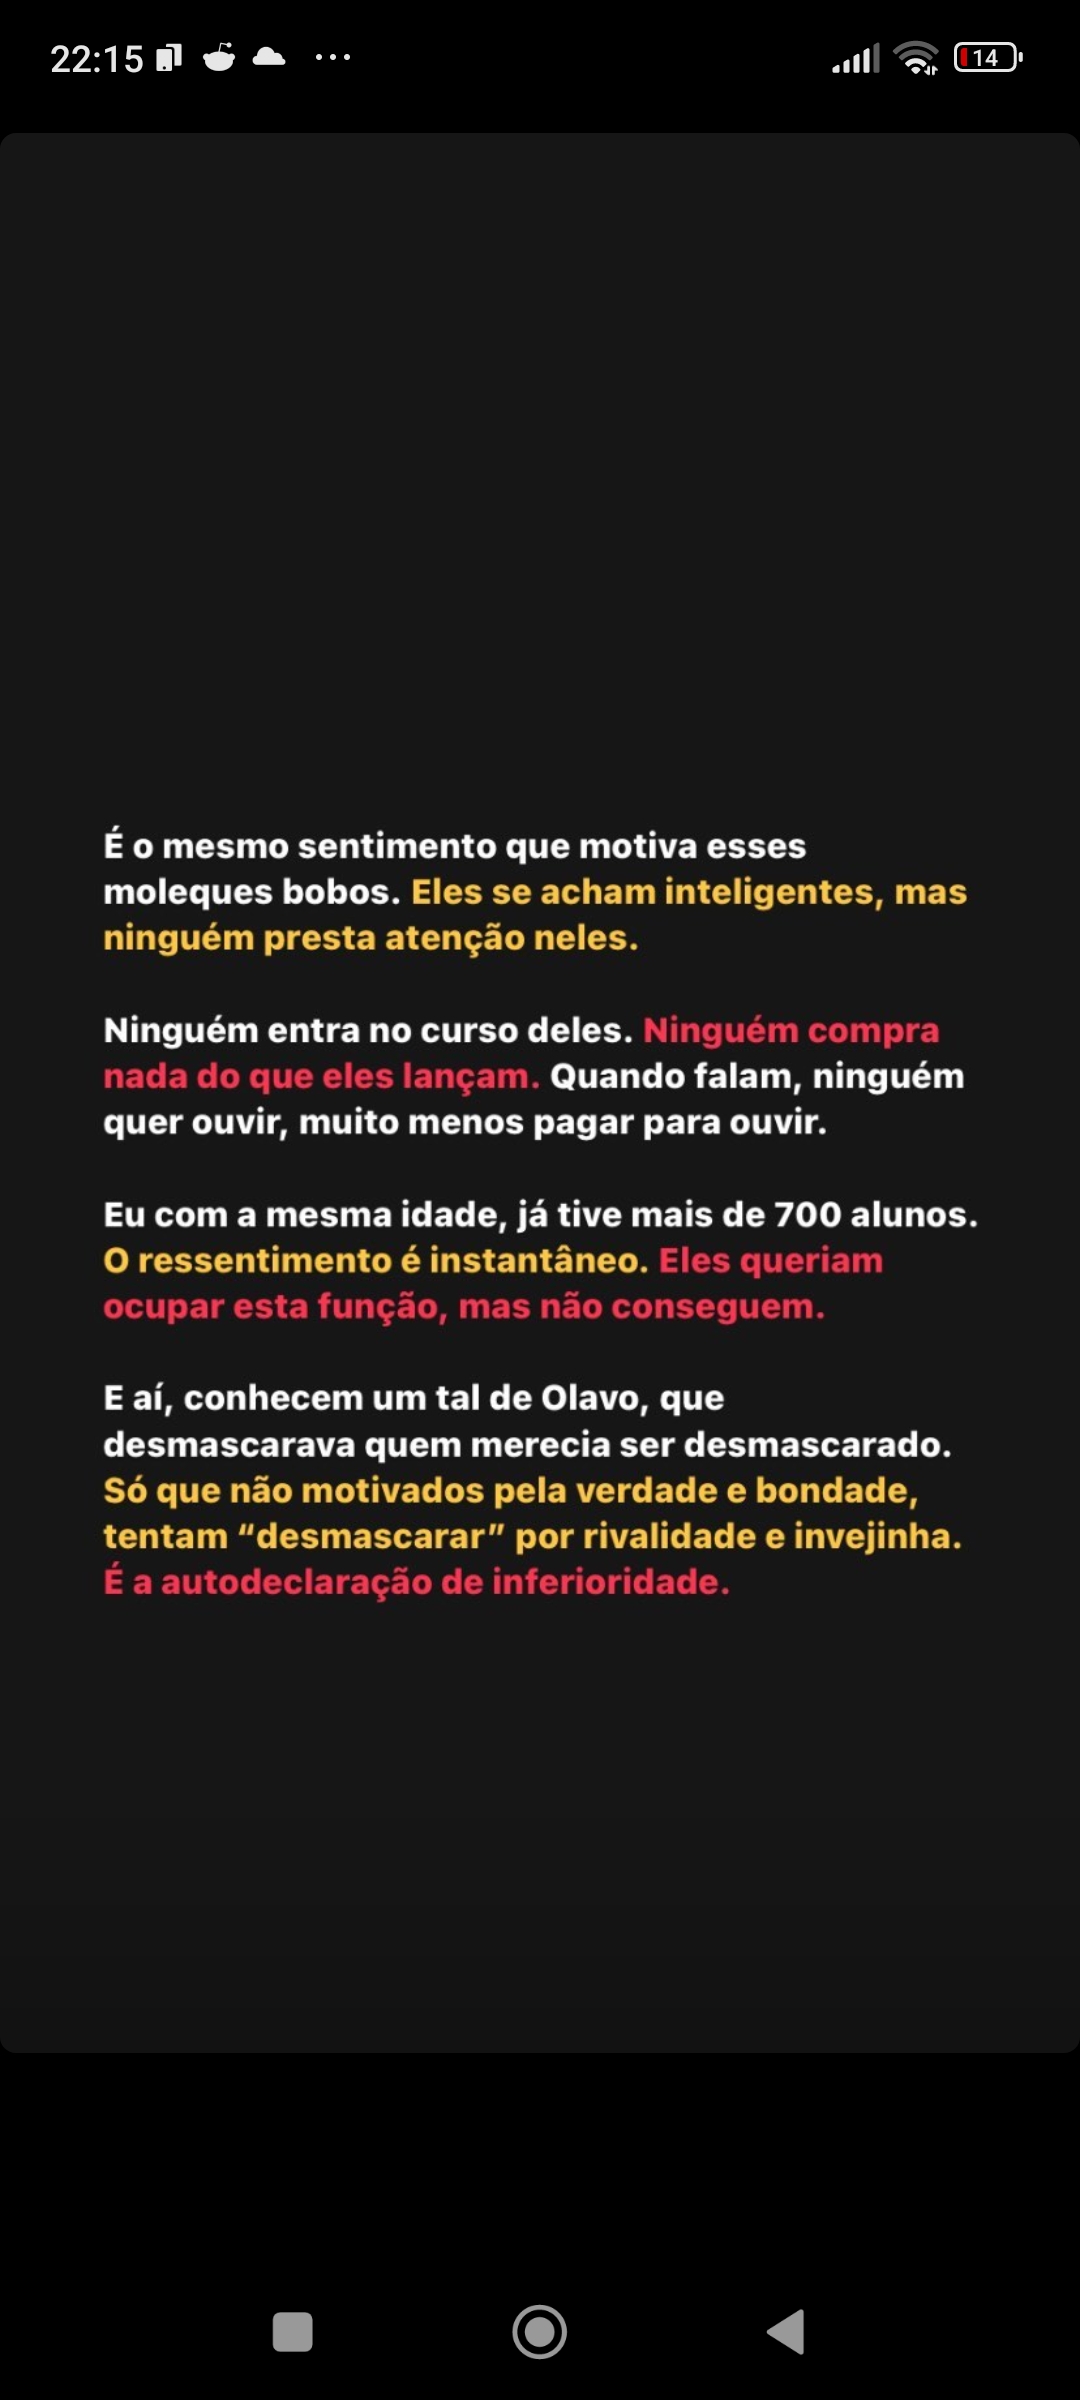 22:15
14
É o mesmo sentimento que motiva esses
moleques bobos. Eles se acham inteligentes, mas
ninguém presta atenção neles.
Ninguém entra no curso deles. Ninguém compra
nada do que eles lançam. Quando falam, ninguém
quer ouvir, muito menos pagar para ouvir.
Eu com a mesma idade, já tive mais de 700 alunos.
O ressentimento é instantâneo. Eles queriam
ocupar esta função, mas não conseguem.
E aí, conhecem um tal de Olavo, que
desmascarava quem merecia ser desmascarado.
Só que não motivados pela verdade e bondade,
tentam “desmascarar” por rivalidade e invejinha.
É a autodeclaração de inferioridade.